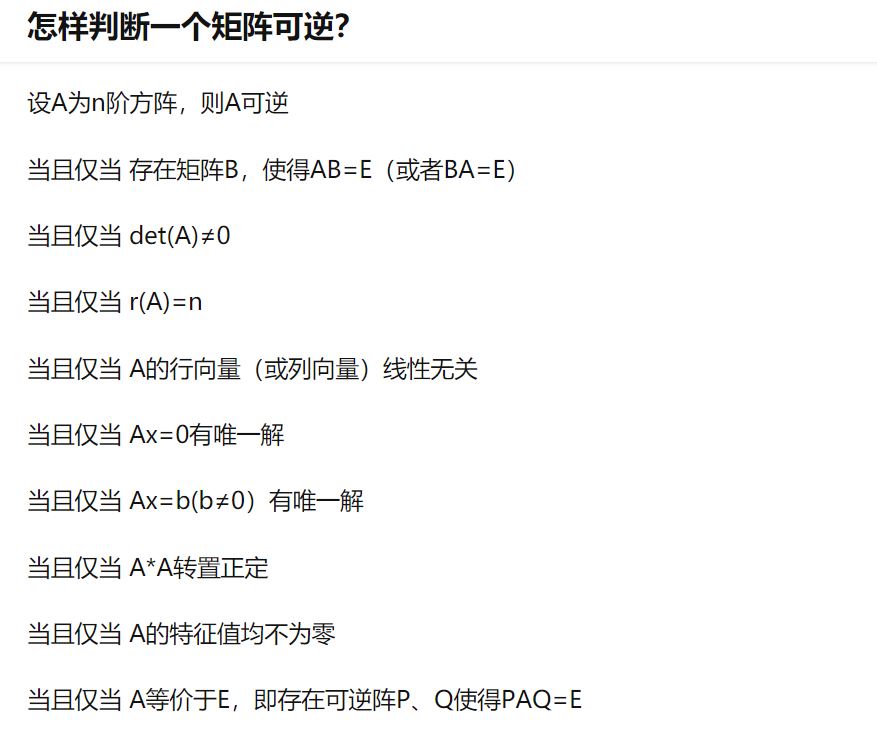 怎样判断一个矩阵可逆？
设A为n阶方阵，则A可逆
当且仅当 存在矩阵B，使得AB=E（或者BA=E）
当且仅当 det(A)≠0
当且仅当 r(A)=n
当且仅当 A的行向量（或列向量）线性无关
当且仅当 Ax=0有唯一解
当且仅当 Ax=b(b≠0）有唯一解
当且仅当 A*A转置正定
当且仅当 A的特征值均不为零
当且仅当 A等价于E，即存在可逆阵P、Q使得PAQ=E